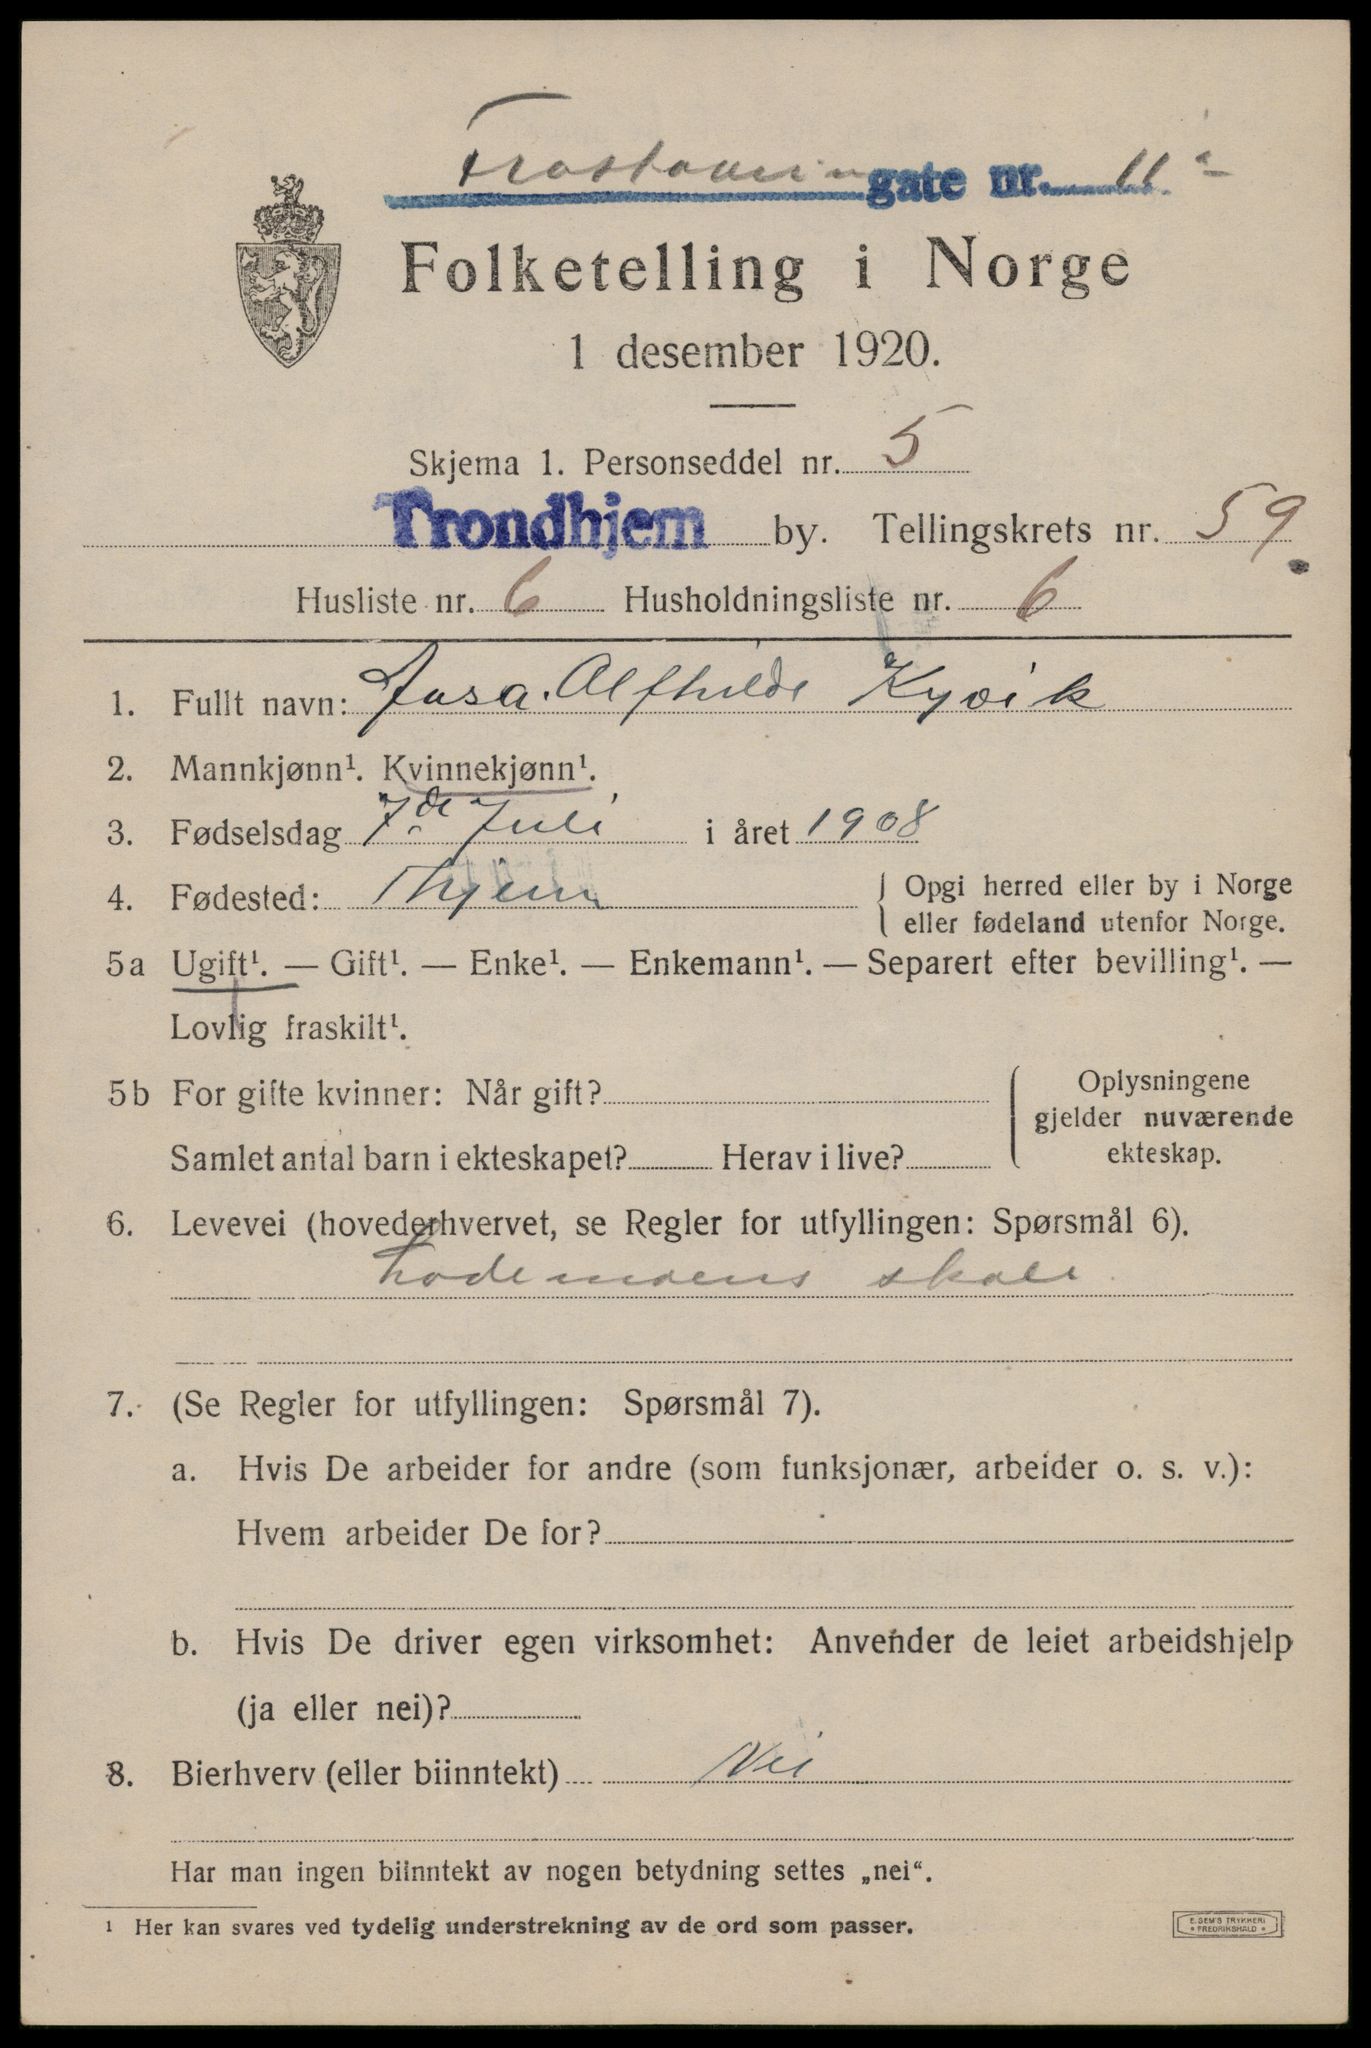 gate nr. 11a
Folketelling i Norge
1 desember 1920.
Skjema 1. Personseddel nr. 5
Trondhjem by. Tellingskrets nr. 59
Husliste nr. 6 Husholdningsliste nr. 6
1. Fullt navn: Alfhilde Kyvik
2. Mannkjønn¹. Kvinnekjønn¹.
3. Fødselsdag 7de Juli i året 1908
4. Fødested: Thjem { Opgi herred eller by i Norge
eller fødeland utenfor Norge.
5a Ugift¹. — Gift¹. — Enke¹. — Enkemann¹. — Separert efter bevilling¹. —
Lovlig fraskilt¹.
5b For gifte kvinner: Når gift? ( Oplysningene
gjelder nuværende
Samlet antal barn i ekteskapet? Herav i live? ekteskap.
6. Levevei (hovederhvervet, se Regler for utfyllingen: Spørsmål 6).
skole
7. (Se Regler for utfyllingen: Spørsmål 7).
a. Hvis De arbeider for andre (som funksjonær, arbeider o. s. v.):
Hvem arbeider De for?
b. Hvis De driver egen virksomhet: Anvender de leiet arbeidshjelp
(ja eller nei)?
8. Bierhverv (eller biinntekt) Nei
Har man ingen biinntekt av nogen betydning settes „nei“.
¹ Her kan svares ved tydelig understrekning av de ord som passer.
E. SEM'S TRYKKERI
FREDRIKSHALD